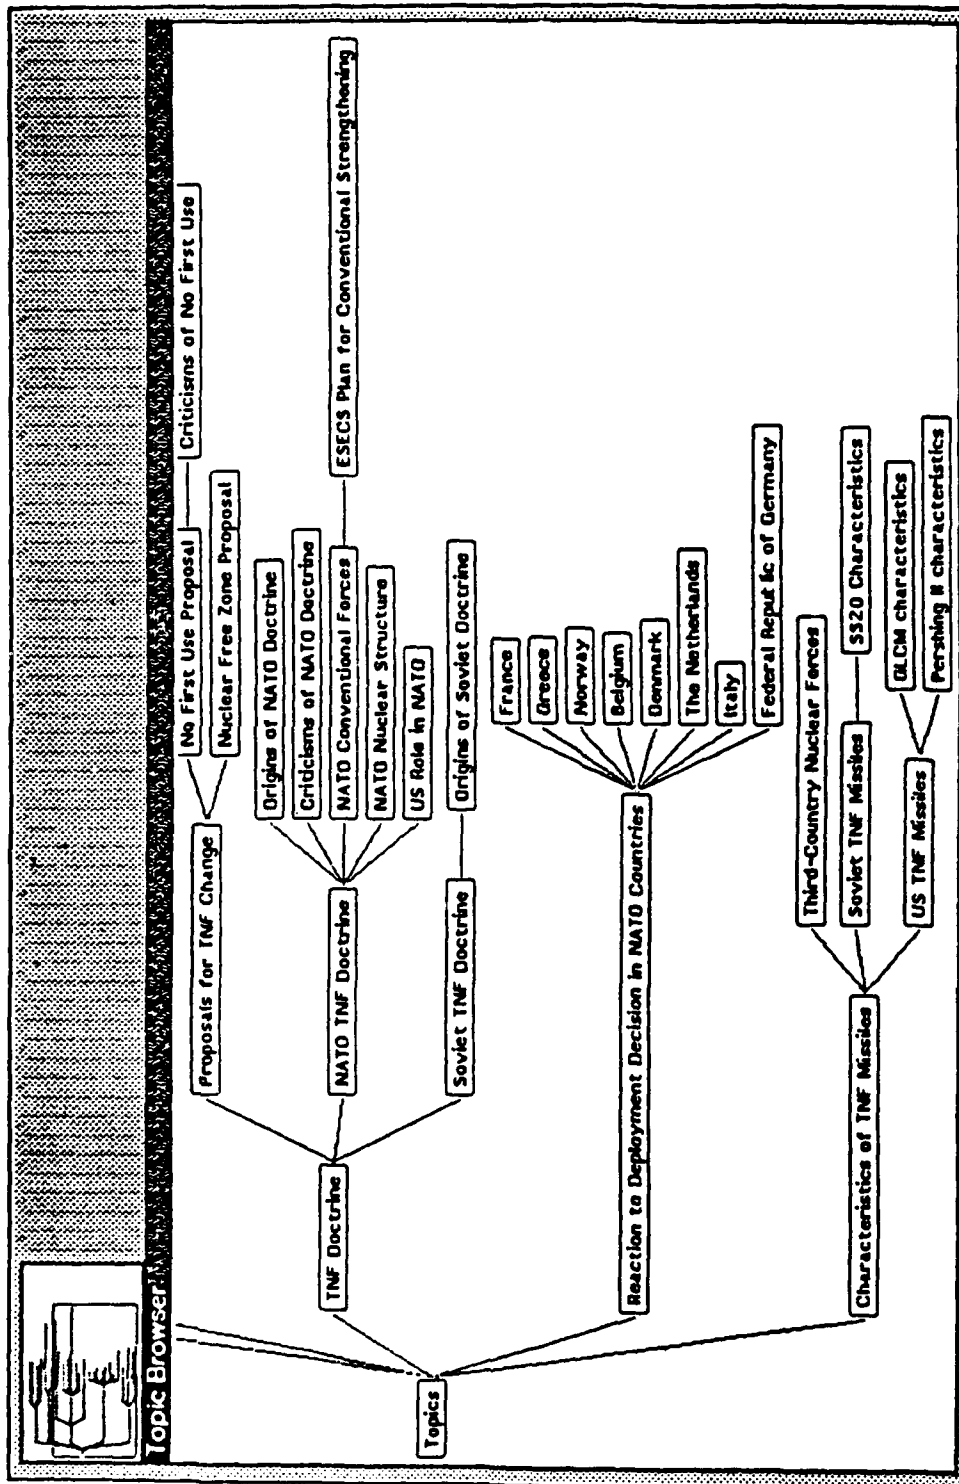 Topic Browser
No First Use Proposal
Criticisms of No First Use
Proposals for TNF Change
Nuclear Free Zone Proposal
Origins of NATO Doctrine
Criticisms of NATO Doctrine
TNF Doctrine
NATO TNF Doctrine
NATO Conventional Forces
ESECS Plan for Conventional Strengthening
NATO Nuclear Structure
US Role in NATO
Topics
Soviet TNF Doctrine
Origins of Soviet Doctrine
France
Greece
Norway
Belgium
Reaction to Deployment Decision in NATO Countries
Denmark
The Netherlands
Italy
Federal Republic of Germany
Third-Country Nuclear Forces
Characteristics of TNF Missiles
Soviet TNF Missiles
SS20 Characteristics
GLCM characteristics
US TNF Missiles
Pershing II characteristics